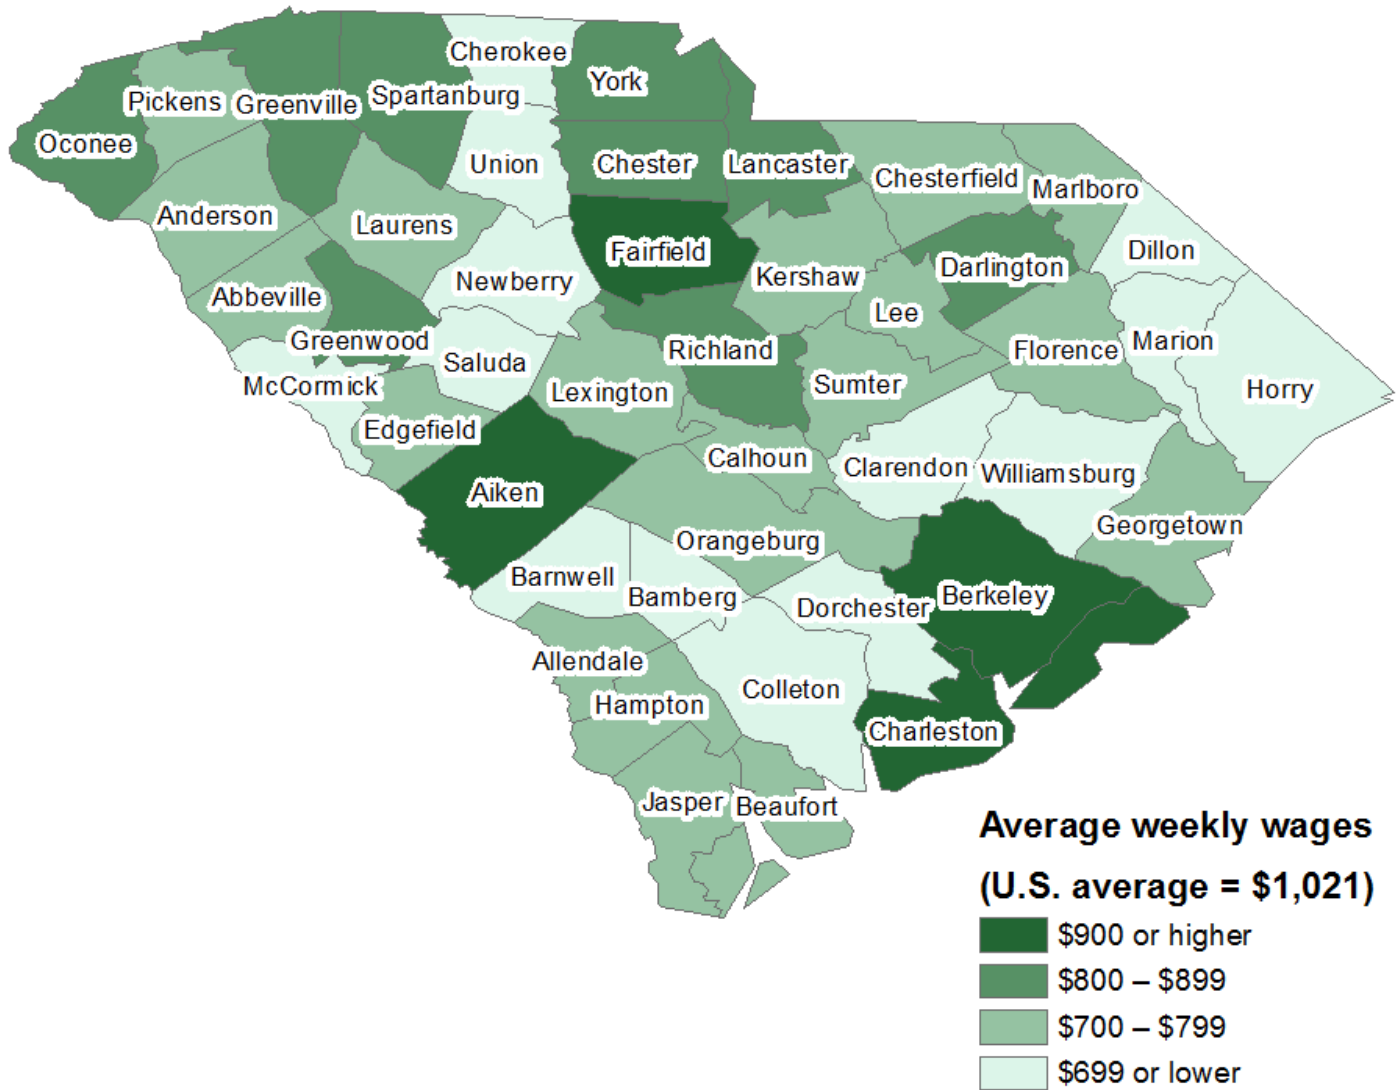 Cherokee
York
Pickens
Greenville
Spartanburg
Oconee
Union
Chester
Lancaster
Chesterfield
Marlboro
Anderson
Laurens
Fairfield
Dillon
Newberry
Kershaw
Darlington
Abbeville
Lee
Greenwood
Saluda
Richland
Florence
Marion
McCormick
Lexington
Sumter
Horry
Edgefield
Calhoun
Clarendon
Williamsburg
Aiken
Georgetown
Orangeburg
Barnwell
Bamberg
Dorchester
Berkeley
Allendale
Colleton
Hampton
Charleston
Jasper
Beaufort
Average weekly wages
(U.S. average = $1,021)
$900 or higher
$800 – $899
$700 – $799
$699 or lower